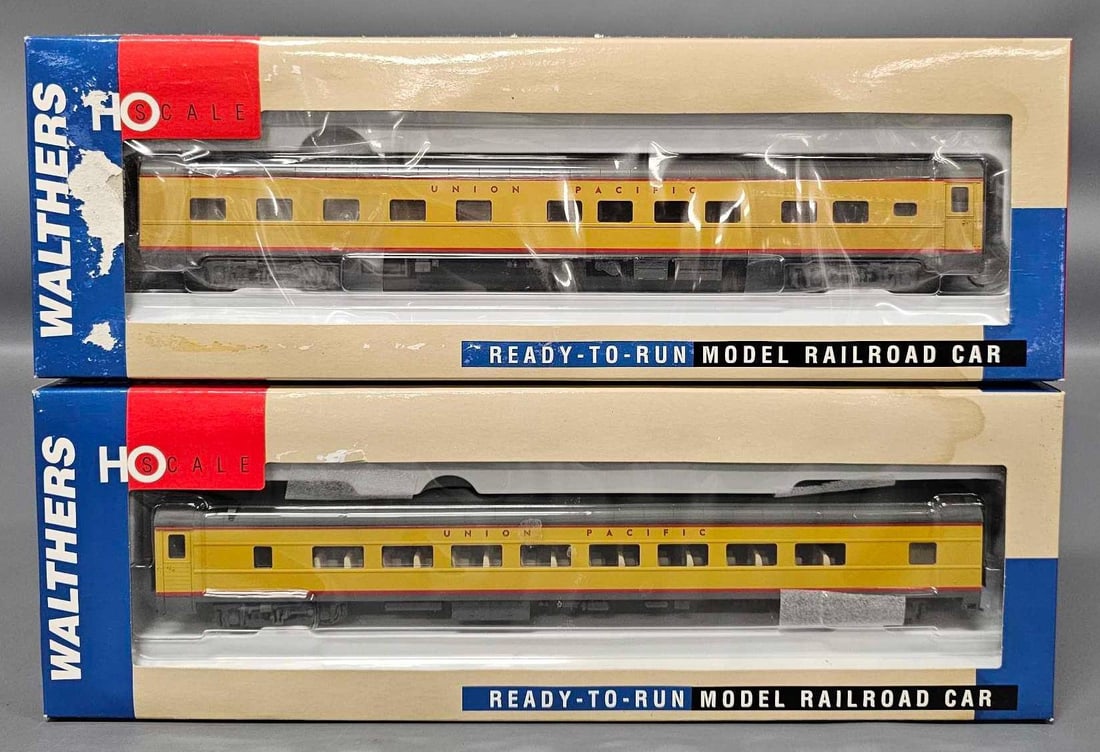 WALTHERS
HO SCALE
UNION PACIFIC
READY-TO-RUN MODEL RAILROAD CAR
WALTHERS
HO SCALE
UNION PACIFIC
READY-TO-RUN MODEL RAILROAD CAR